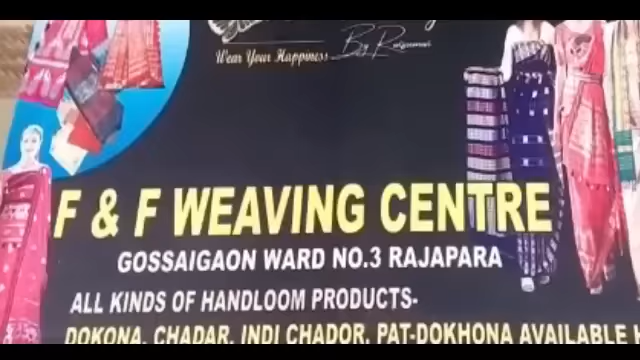 Wear Your Happiness By
F & F WEAVING CENTRE
GOSSAIGAON WARD NO.3 RAJAPARA
ALL KINDS OF HANDLOOM PRODUCTS-
DOKONA, CHADAR, INDI CHADOR, PAT-DOKHONA AVAILABLE